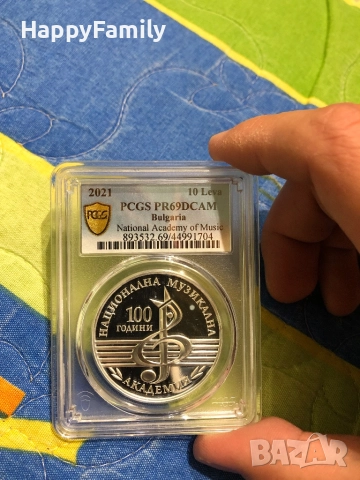 HappyFamily
2021 10 Leva
PCGS PR69DCAM
Bulgaria
National Academy of Music
893532.69/44991704
PCGS
НАЦИОНАЛНА МУЗИКАЛНА
100
ГОДИНИ
АКАДЕМИЯ
BAZAR